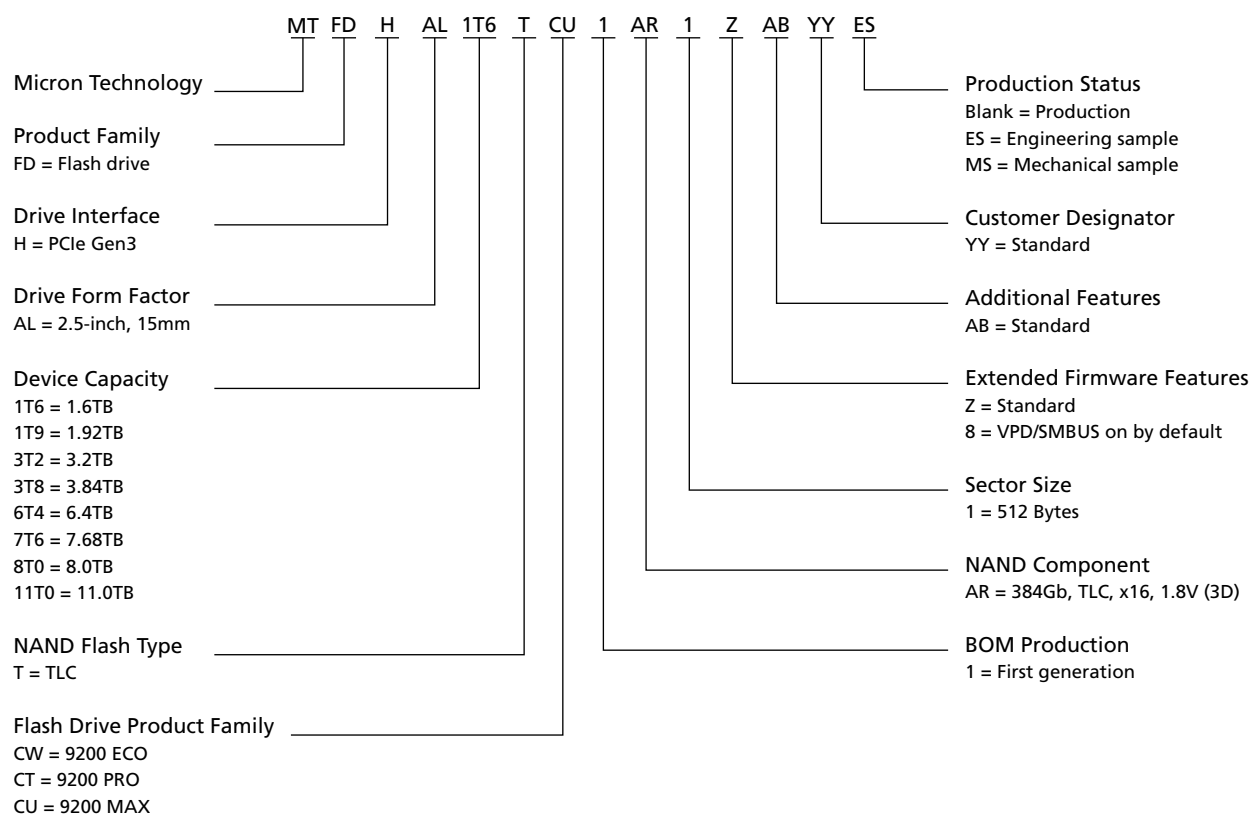 MT FD H AL 1T6 T CU 1 AR 1 Z AB YY ES
Micron Technology
Product Family
FD = Flash drive
Drive Interface
H = PCIe Gen3
Drive Form Factor
AL = 2.5-inch, 15mm
Device Capacity
1T6 = 1.6TB
1T9 = 1.92TB
3T2 = 3.2TB
3T8 = 3.84TB
6T4 = 6.4TB
7T6 = 7.68TB
8T0 = 8.0TB
11T0 = 11.0TB
NAND Flash Type
T = TLC
Flash Drive Product Family
CW = 9200 ECO
CT = 9200 PRO
CU = 9200 MAX
Production Status
Blank = Production
ES = Engineering sample
MS = Mechanical sample
Customer Designator
YY = Standard
Additional Features
AB = Standard
Extended Firmware Features
Z = Standard
8 = VPD/SMBUS on by default
Sector Size
1 = 512 Bytes
NAND Component
AR = 384Gb, TLC, x16, 1.8V (3D)
BOM Production
1 = First generation